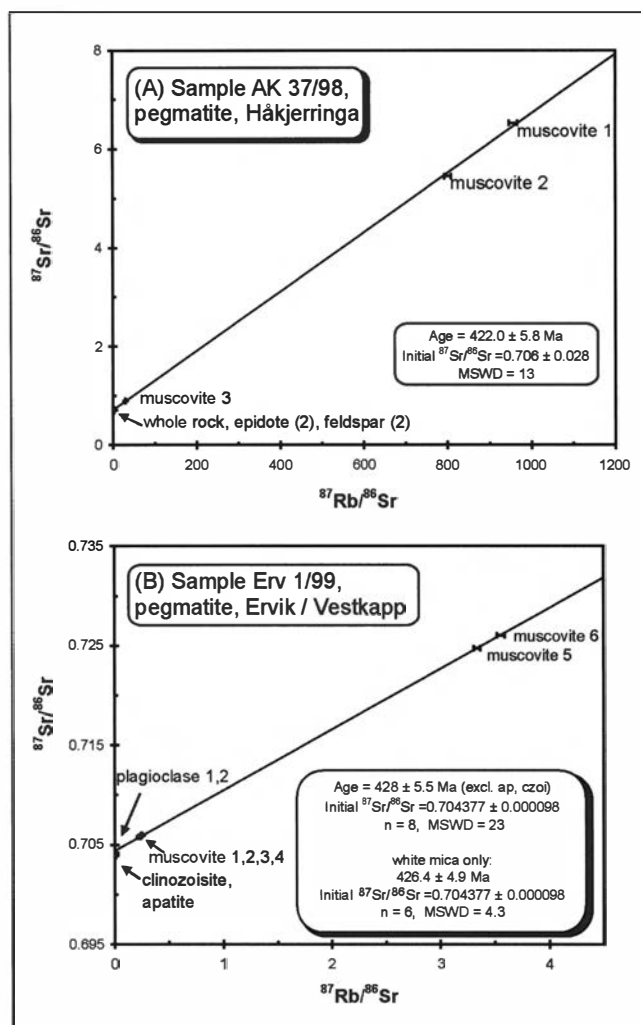 (A) Sample AK 37/98,
pegmatite, Håkjerringa
8
6
4
2
0
⁸⁷Sr/⁸⁶Sr
muscovite 1
muscovite 2
Age = 422.0 ± 5.8 Ma
Initial ⁸⁷Sr/⁸⁶Sr =0.706 ± 0.028
MSWD = 13
muscovite 3
whole rock, epidote (2), feldspar (2)
0 200 400 600 800 1000 1200
⁸⁷Rb/⁸⁶Sr
(B) Sample Erv 1/99,
pegmatite, Ervik / Vestkapp
0.735
0.725
0.715
0.705
0.695
⁸⁷Sr/⁸⁶Sr
muscovite 6
muscovite 5
plagioclase 1,2
muscovite 1,2,3,4
clinozoisite,
apatite
Age = 428 ± 5.5 Ma (excl. ap, czoi)
Initial ⁸⁷Sr/⁸⁶Sr=0.704377 ± 0.000098
n = 8, MSWD = 23
white mica only:
426.4 ± 4.9 Ma
Initial ⁸⁷Sr/⁸⁶Sr=0.704377 ± 0.000098
n = 6, MSWD = 4.3
0 1 2 3 4
⁸⁷Rb/⁸⁶Sr